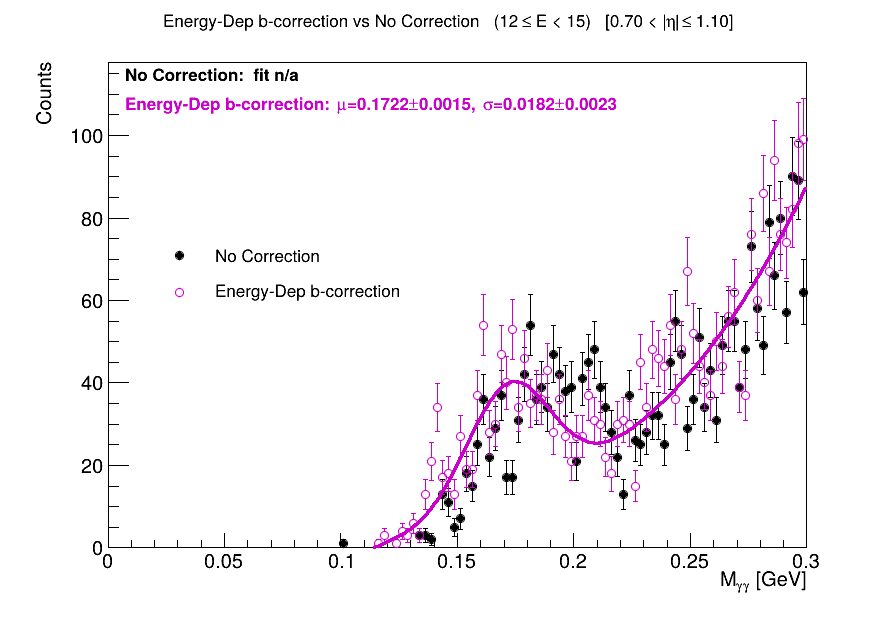 Energy-Dep b-correction vs No Correction (12 ≤ E < 15) [0.70 < |η| ≤ 1.10]
Counts
No Correction: fit n/a
Energy-Dep b-correction: μ=0.1722±0.0015, σ=0.0182±0.0023
100
80
No Correction
60
Energy-Dep b-correction
40
20
0
0 0.05 0.1 0.15 0.2 0.25 0.3
Mγγ [GeV]